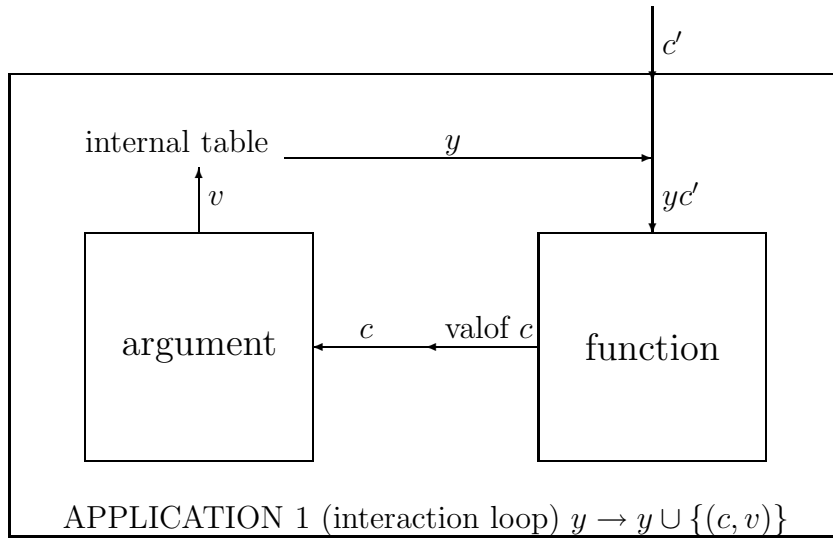 c′
internal table
y
v
yc′
argument
c
valof c
function
APPLICATION 1 (interaction loop) y → y ∪ {(c, v)}